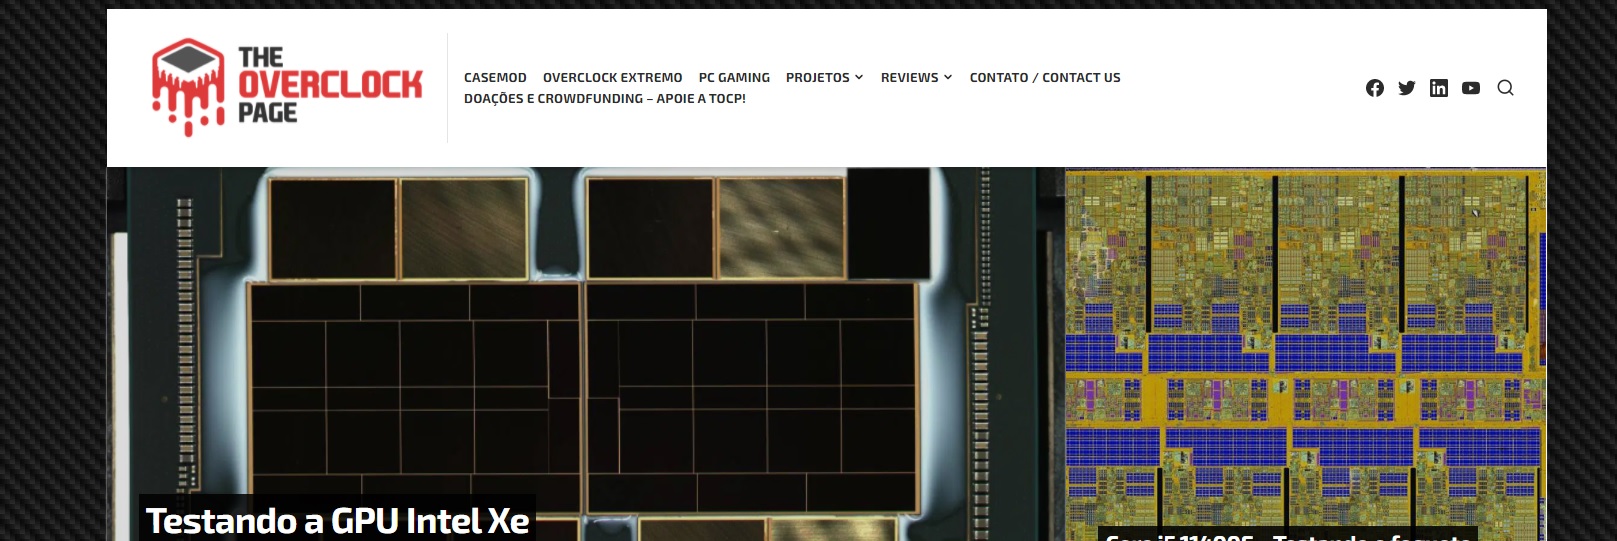 THE
OVERCLOCK
PAGE
CASEMOD OVERCLOCK EXTREMO PC GAMING PROJETOS REVIEWS CONTATO / CONTACT US
DOAÇÕES E CROWDFUNDING – APOIE A TOCP!
Testando a GPU Intel Xe